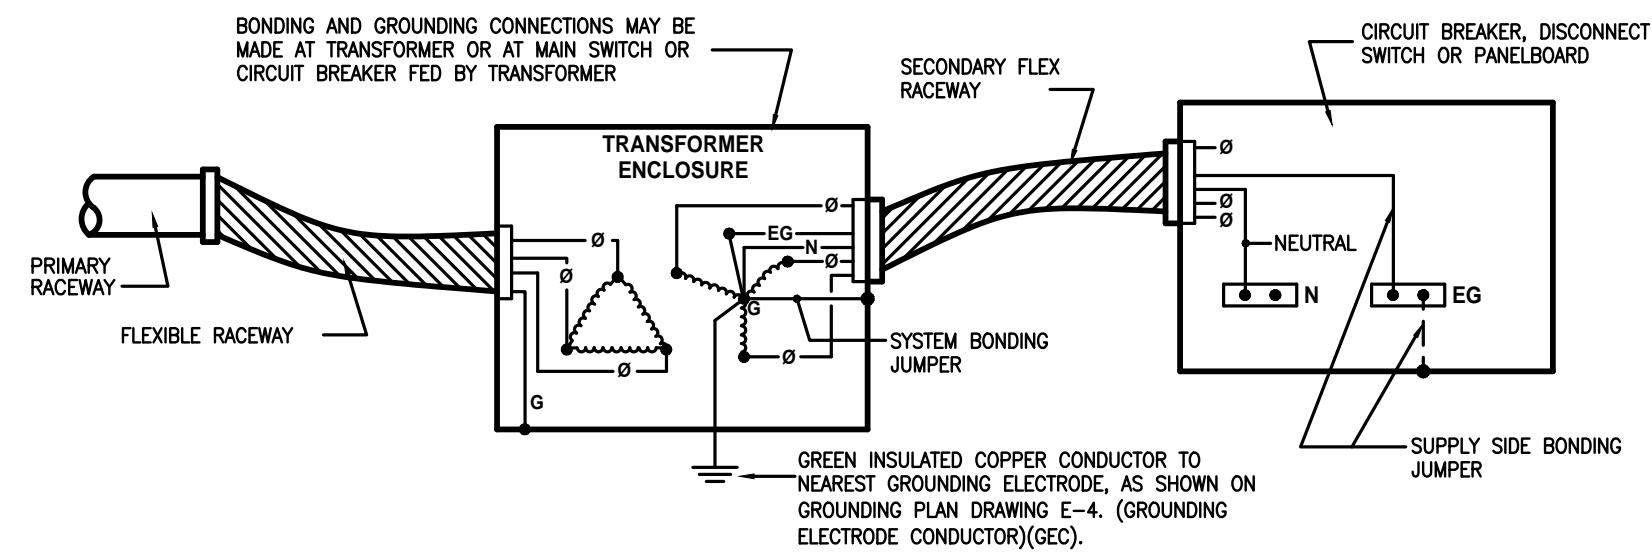 BONDING AND GROUNDING CONNECTIONS MAY BE
MADE AT TRANSFORMER OR AT MAIN SWITCH OR
CIRCUIT BREAKER FED BY TRANSFORMER
CIRCUIT BREAKER, DISCONNECT
SWITCH OR PANELBOARD
SECONDARY FLEX
RACEWAY
TRANSFORMER
ENCLOSURE
PRIMARY
RACEWAY
FLEXIBLE RACEWAY
Ø
Ø
Ø
G
Ø
EG
N
Ø
G
Ø
SYSTEM BONDING
JUMPER
Ø
Ø
Ø
NEUTRAL
N
EG
SUPPLY SIDE BONDING
JUMPER
GREEN INSULATED COPPER CONDUCTOR TO
NEAREST GROUNDING ELECTRODE, AS SHOWN ON
GROUNDING PLAN DRAWING E-4. (GROUNDING
ELECTRODE CONDUCTOR)(GEC).